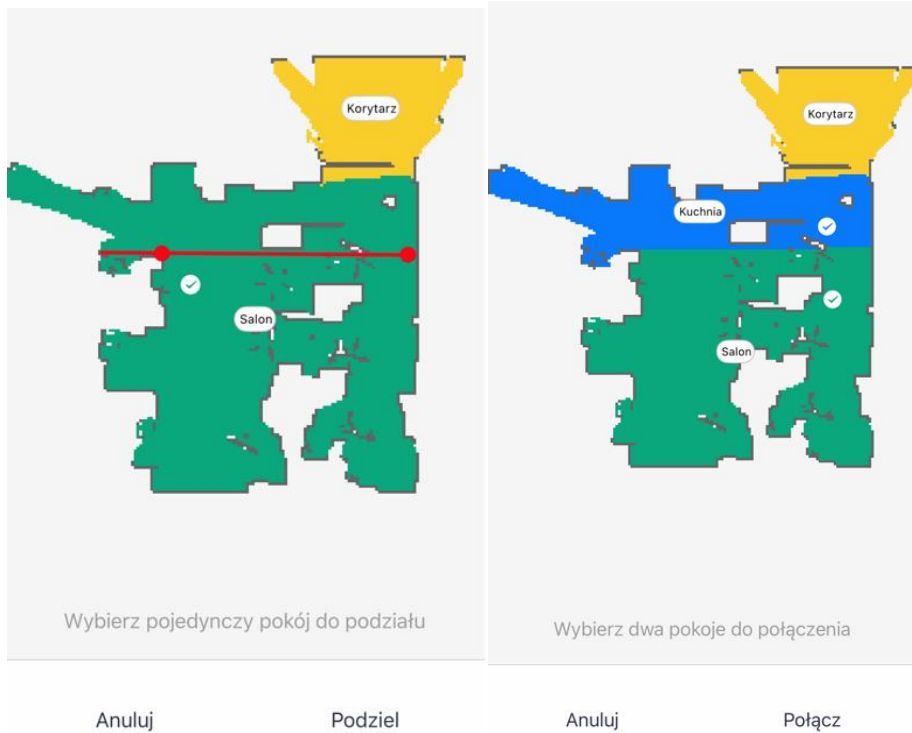 Korytarz
Salon
Wybierz pojedynczy pokój do podziału
Anuluj
Podziel
Korytarz
Kuchnia
Salon
Wybierz dwa pokoje do połączenia
Anuluj
Połącz